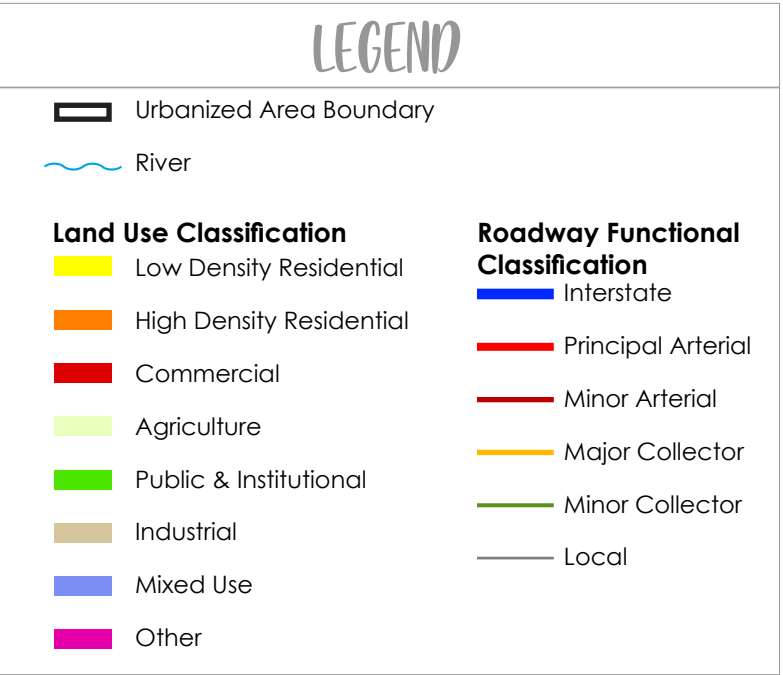 LEGEND
Urbanized Area Boundary
River
Land Use Classification
Low Density Residential
High Density Residential
Commercial
Agriculture
Public & Institutional
Industrial
Mixed Use
Other
Roadway Functional
Classification
Interstate
Principal Arterial
Minor Arterial
Major Collector
Minor Collector
Local